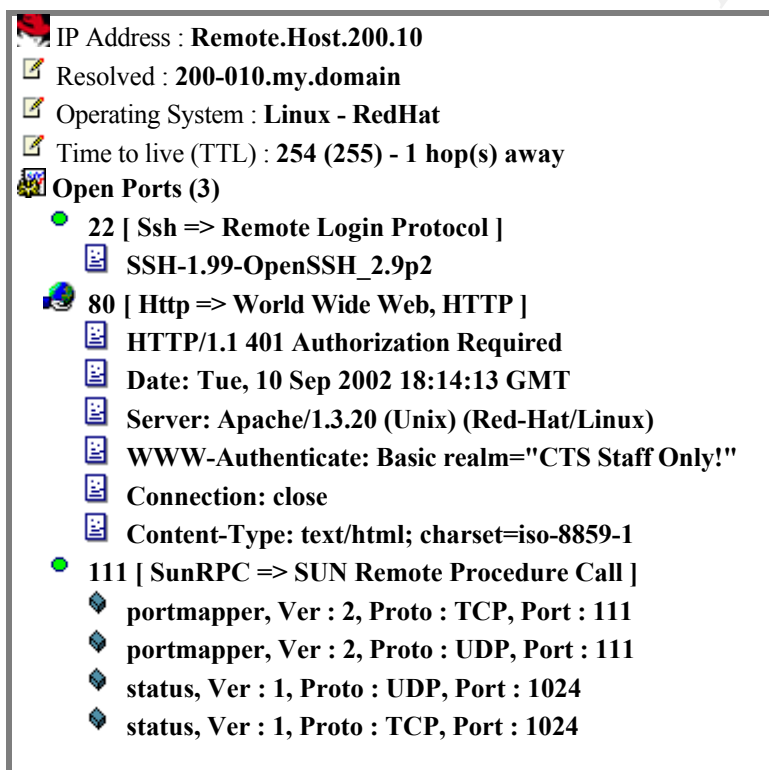 IP Address : Remote.Host.200.10
Resolved : 200-010.my.domain
Operating System : Linux - RedHat
Time to live (TTL) : 254 (255) - 1 hop(s) away
Open Ports (3)
22 [ Ssh => Remote Login Protocol ]
SSH-1.99-OpenSSH_2.9p2
80 [ Http => World Wide Web, HTTP ]
HTTP/1.1 401 Authorization Required
Date: Tue, 10 Sep 2002 18:14:13 GMT
Server: Apache/1.3.20 (Unix) (Red-Hat/Linux)
WWW-Authenticate: Basic realm="CTS Staff Only!"
Connection: close
Content-Type: text/html; charset=iso-8859-1
111 [ SunRPC => SUN Remote Procedure Call ]
portmapper, Ver : 2, Proto : TCP, Port : 111
portmapper, Ver : 2, Proto : UDP, Port : 111
status, Ver : 1, Proto : UDP, Port : 1024
status, Ver : 1, Proto : TCP, Port : 1024